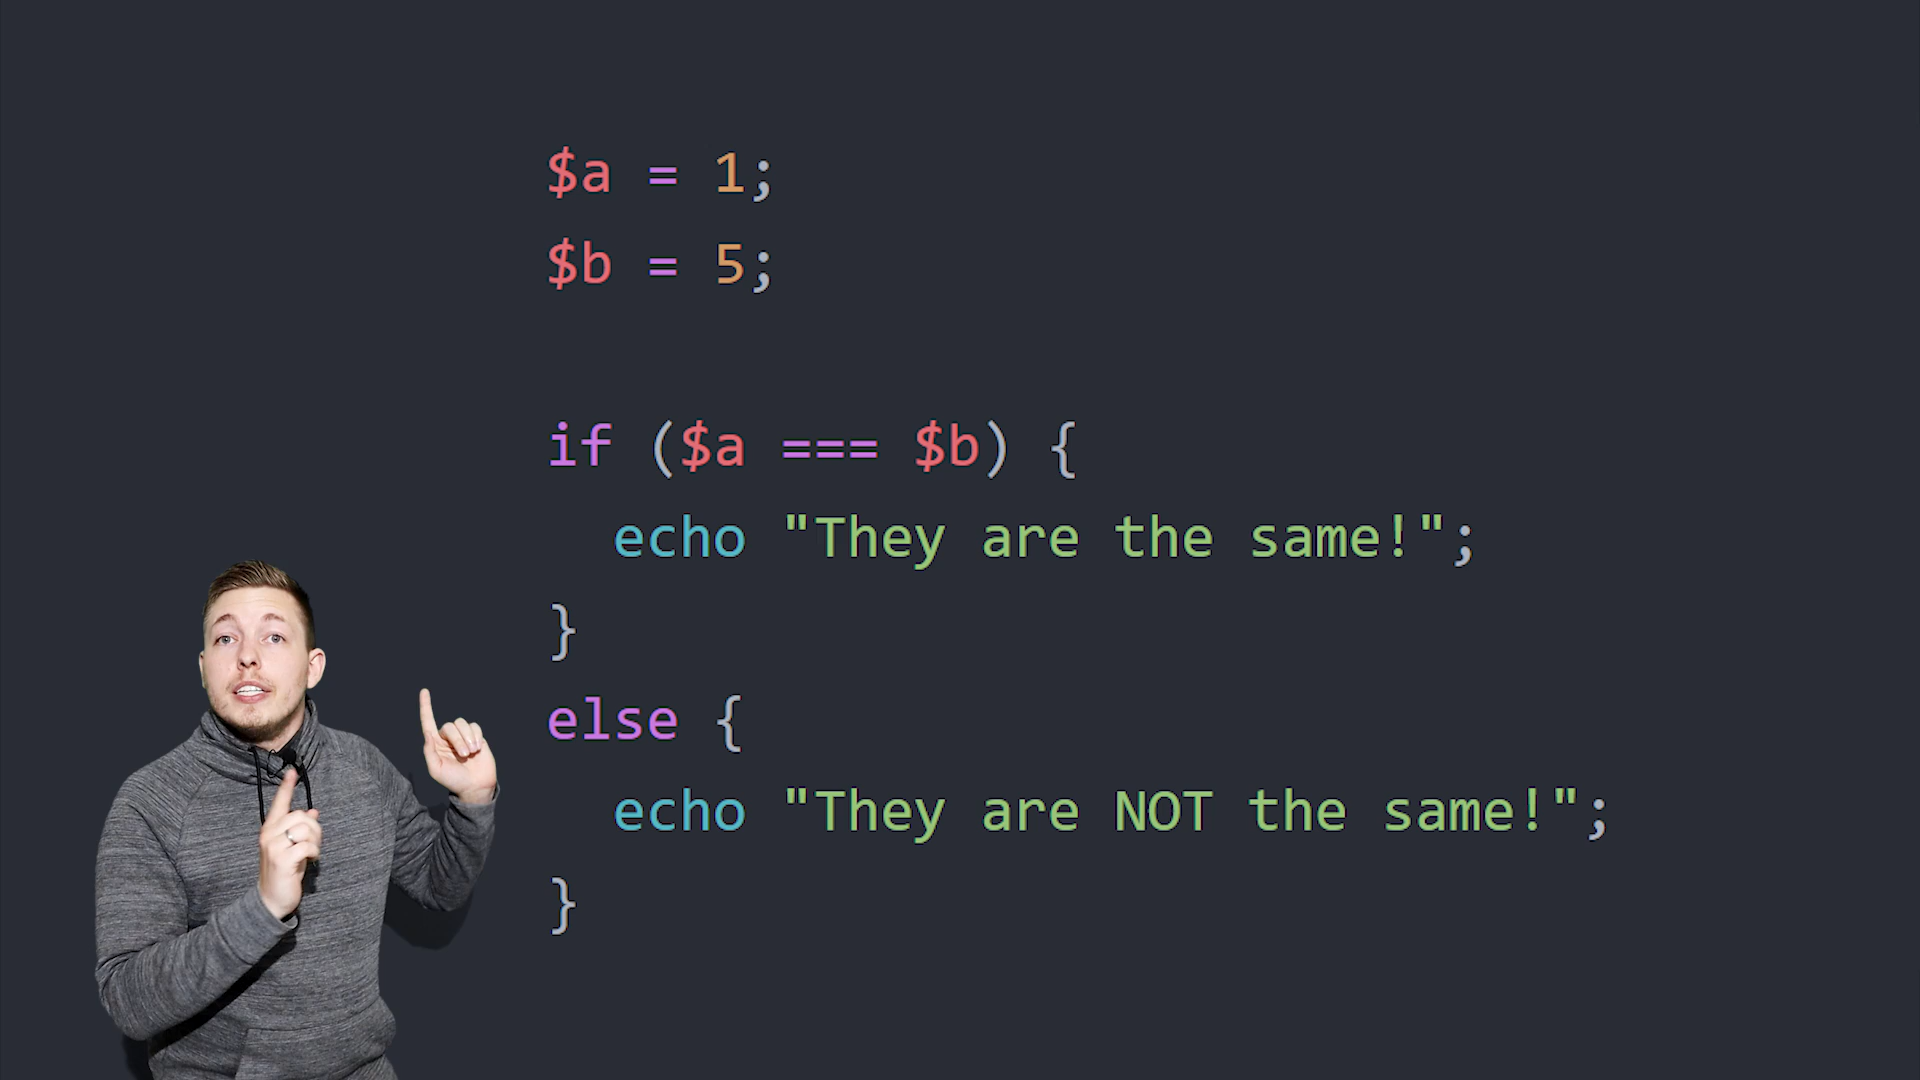 $a = 1;
$b = 5;
if ($a === $b) {
echo "They are the same!";
}
else {
echo "They are NOT the same!";
}